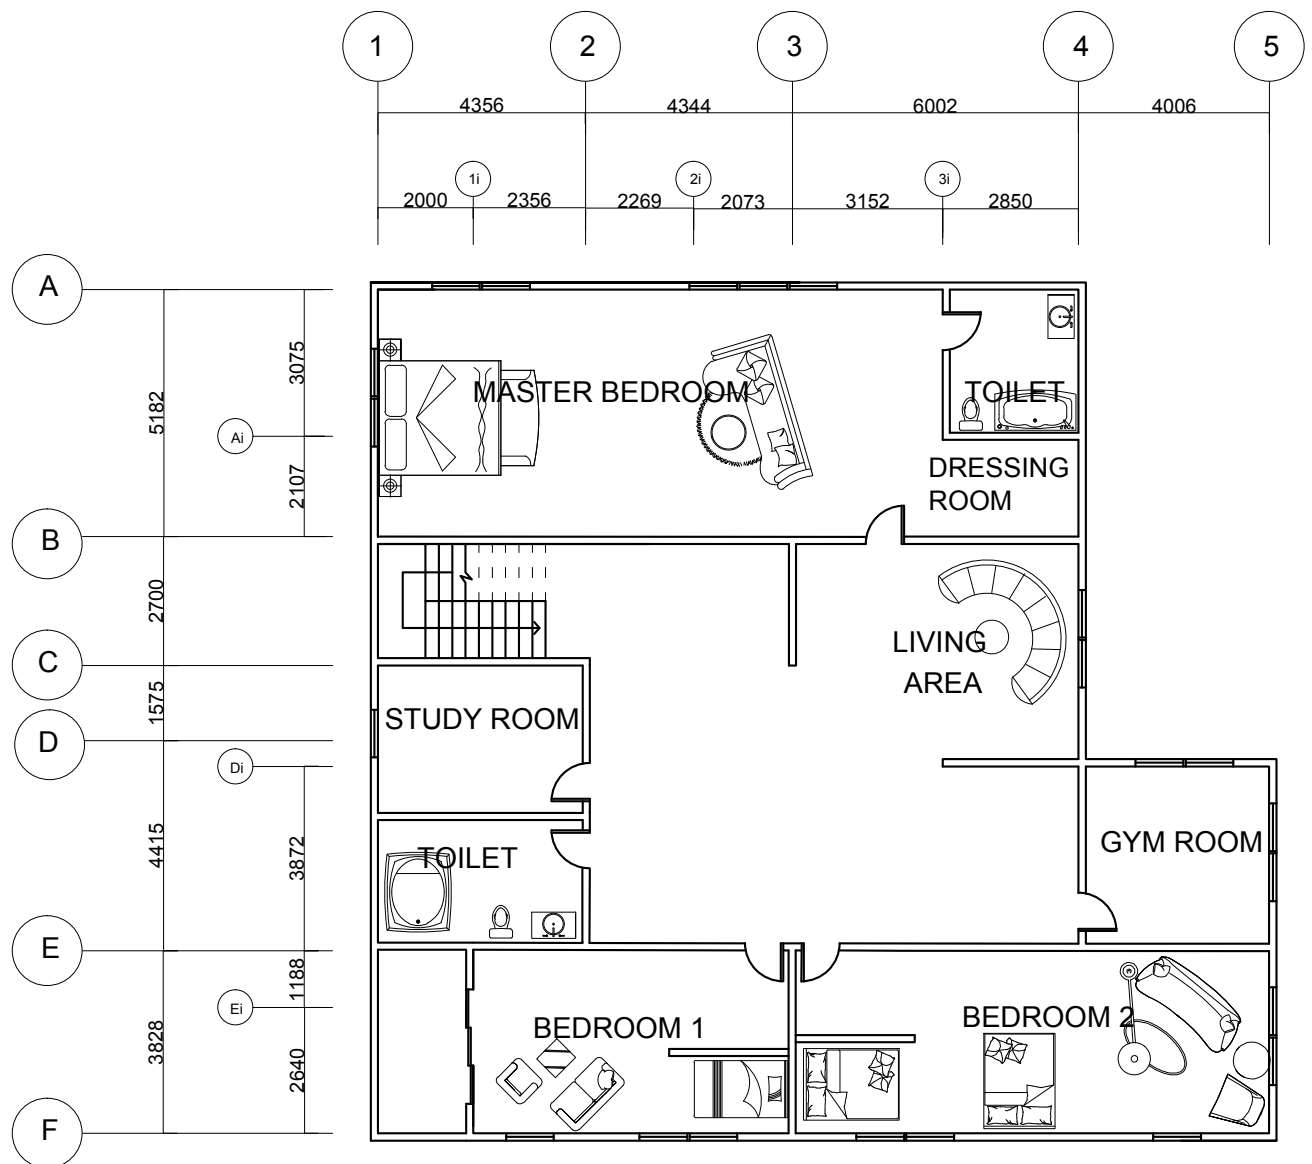 1 2 3 4 5
4356 4344 6002 4006
1i 2i 3i
2000 2356 2269 2073 3152 2850
A
3075
5182
MASTER BEDROOM
TOILET
Ai
2107
DRESSING
ROOM
B
2700
LIVING
AREA
C
1575
STUDY ROOM
D
Di
4415
3872
TOILET
GYM ROOM
E
1188
Ei
BEDROOM 1
BEDROOM 2
3828
2640
F